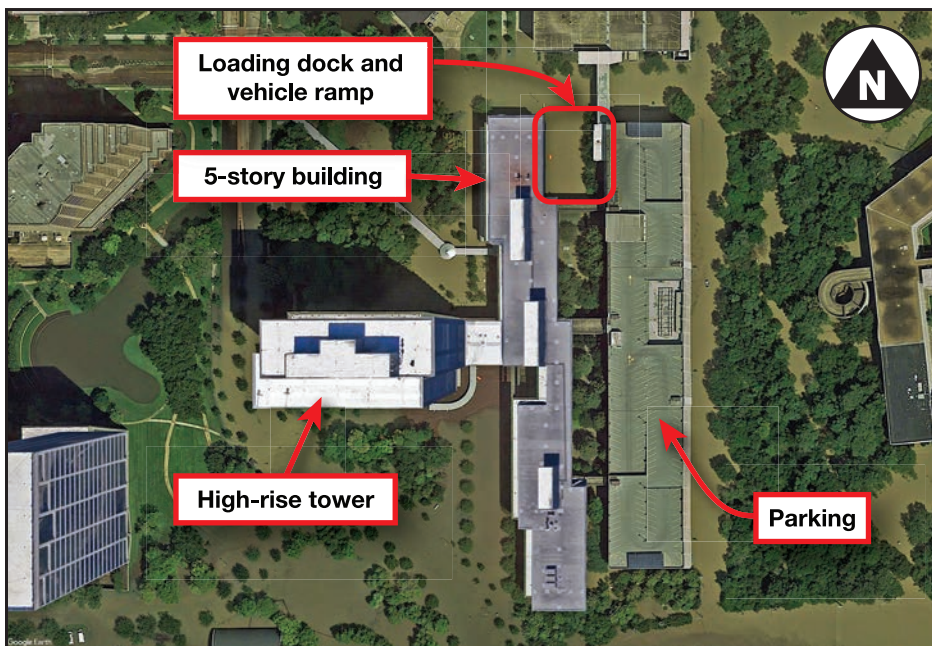 Loading dock and
vehicle ramp
N
5-story building
High-rise tower
Parking
Google Earth